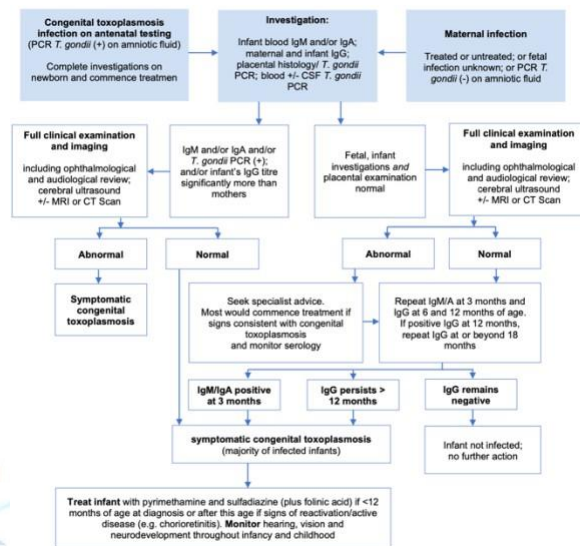 Congenital toxoplasmosis
infection on antenatal testing
(PCR T. gondii (+) on amniotic fluid)
Complete investigations on
newborn and commence treatmen
Investigation:
Infant blood IgM and/or IgA;
maternal and infant IgG;
placental histology/ T. gondii
PCR; blood +/- CSF T. gondii
PCR
Maternal infection
Treated or untreated; or fetal
infection unknown; or PCR T.
gondii (-) on amniotic fluid
Full clinical examination
and imaging
including ophthalmological
and audiological review;
cerebral ultrasound
+/- MRI or CT Scan
IgM and/or IgA and/or
T. gondii PCR (+);
and/or infant's IgG titre
significantly more than
mothers
Fetal, infant
investigations and
placental examination
normal
Full clinical examination
and imaging
including ophthalmological
and audiological review;
cerebral ultrasound
+/- MRI or CT Scan
Abnormal
Normal
Abnormal
Normal
Symptomatic
congenital
toxoplasmosis
Seek specialist advice.
Most would commence treatment if
signs consistent with congenital
toxoplasmosis
and monitor serology
Repeat IgM/A at 3 months and
IgG at 6 and 12 months of age.
If positive IgG at 12 months,
repeat IgG at or beyond 18
months
IgM/IgA positive
at 3 months
IgG persists >
12 months
IgG remains
negative
symptomatic congenital toxoplasmosis
(majority of infected infants)
Infant not infected;
no further action
Treat infant with pyrimethamine and sulfadiazine (plus folinic acid) if <12
months of age at diagnosis or after this age if signs of reactivation/active
disease (e.g. chorioretinitis). Monitor hearing, vision and
neurodevelopment throughout infancy and childhood